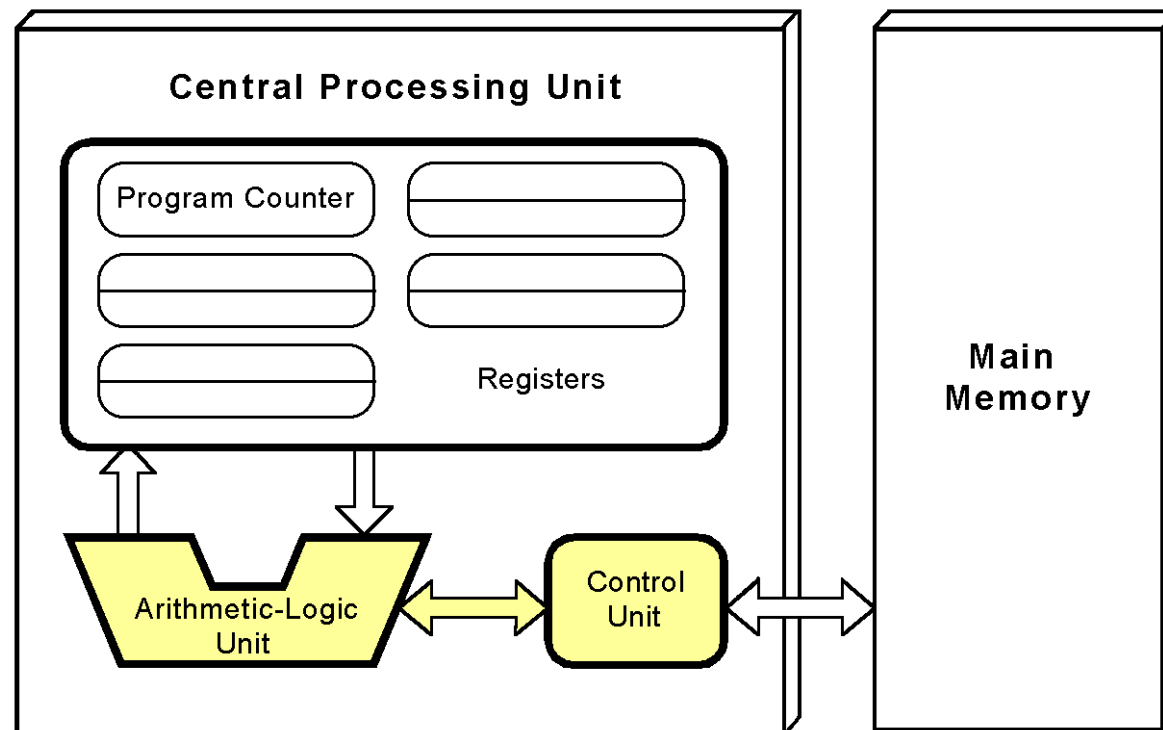 Central Processing Unit
Program Counter
Registers
Main
Memory
Arithmetic-Logic
Unit
Control
Unit